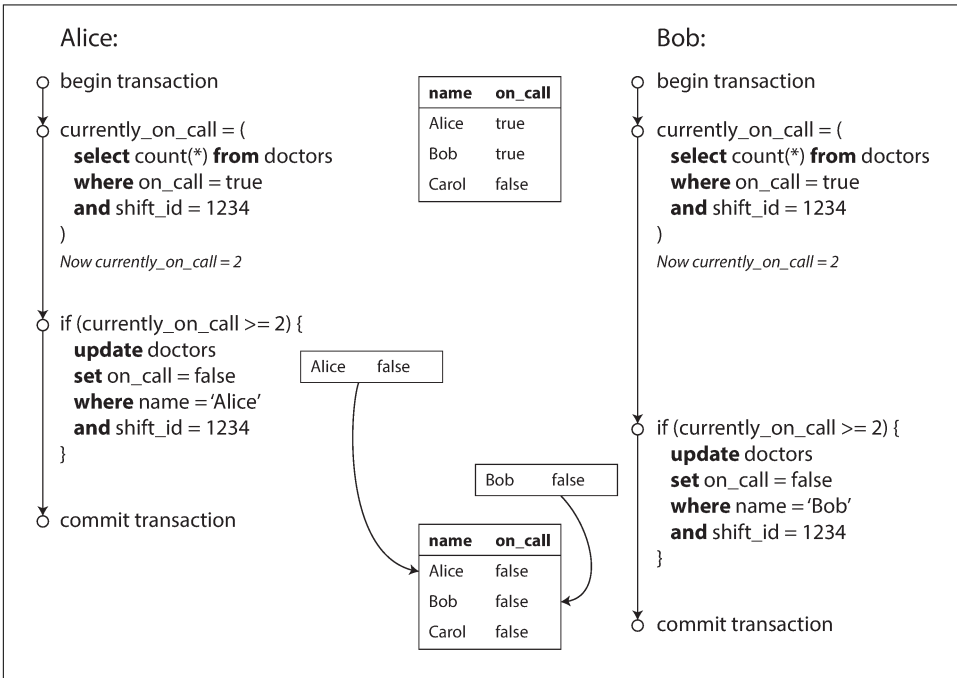 Alice:
begin transaction
currently_on_call = (
select count(*) from doctors
where on_call = true
and shift_id = 1234
)
Now currently_on_call = 2
if (currently_on_call >= 2) {
update doctors
set on_call = false
where name = ‘Alice’
and shift_id = 1234
}
commit transaction
name on_call
Alice true
Bob true
Carol false
Alice false
Bob false
name on_call
Alice false
Bob false
Carol false
Bob:
begin transaction
currently_on_call = (
select count(*) from doctors
where on_call = true
and shift_id = 1234
)
Now currently_on_call = 2
if (currently_on_call >= 2) {
update doctors
set on_call = false
where name = ‘Bob’
and shift_id = 1234
}
commit transaction